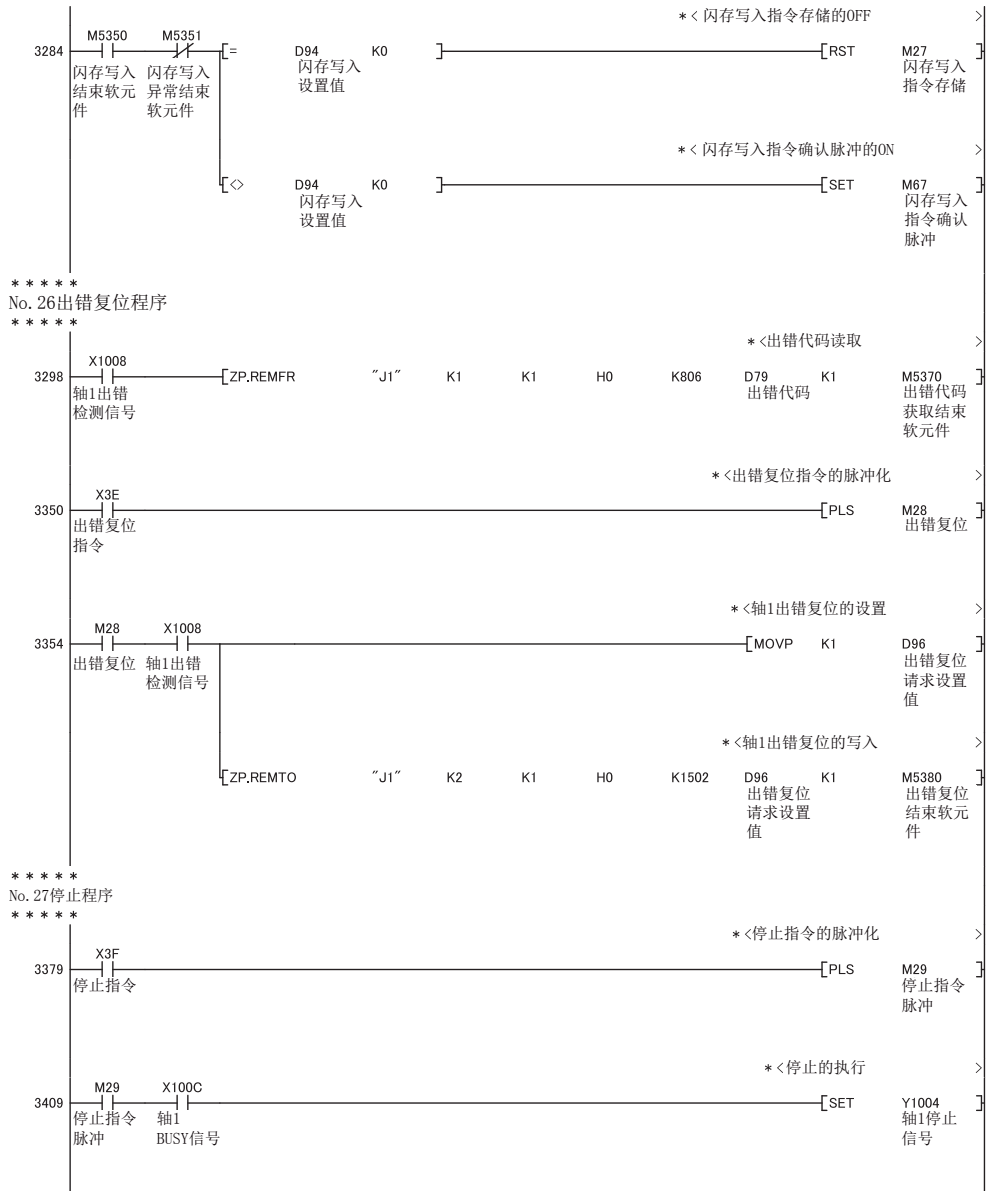 *< 闪存写入指令存储的OFF >
M5350 M5351
3284 [= D94 K0 ] [RST M27 ]
闪存写入 闪存写入 闪存写入 闪存写入
结束软元 异常结束 设置值 指令存储
件 软元件
*< 闪存写入指令确认脉冲的ON >
[<> D94 K0 ] [SET M67 ]
闪存写入 闪存写入
设置值 指令确认
脉冲
* * * * *
No.26出错复位程序
* * * * *
*<出错代码读取 >
X1008
3298 [ZP.REMFR "J1" K1 K1 H0 K806 D79 K1 M5370 ]
轴1出错 出错代码 出错代码
检测信号 获取结束
软元件
*<出错复位指令的脉冲化 >
X3E
3350 [PLS M28 ]
出错复位 出错复位
指令
*<轴1出错复位的设置 >
M28 X1008
3354 [MOVP K1 D96 ]
出错复位 轴1出错 出错复位
检测信号 请求设置
值
*<轴1出错复位的写入 >
[ZP.REMTO "J1" K2 K1 H0 K1502 D96 K1 M5380 ]
出错复位 出错复位
请求设置 结束软元
值 件
* * * * *
No.27停止程序
* * * * *
*<停止指令的脉冲化 >
X3F
3379 [PLS M29 ]
停止指令 停止指令
脉冲
*<停止的执行 >
M29 X100C
3409 [SET Y1004 ]
停止指令 轴1 轴1停止
脉冲 BUSY信号 信号